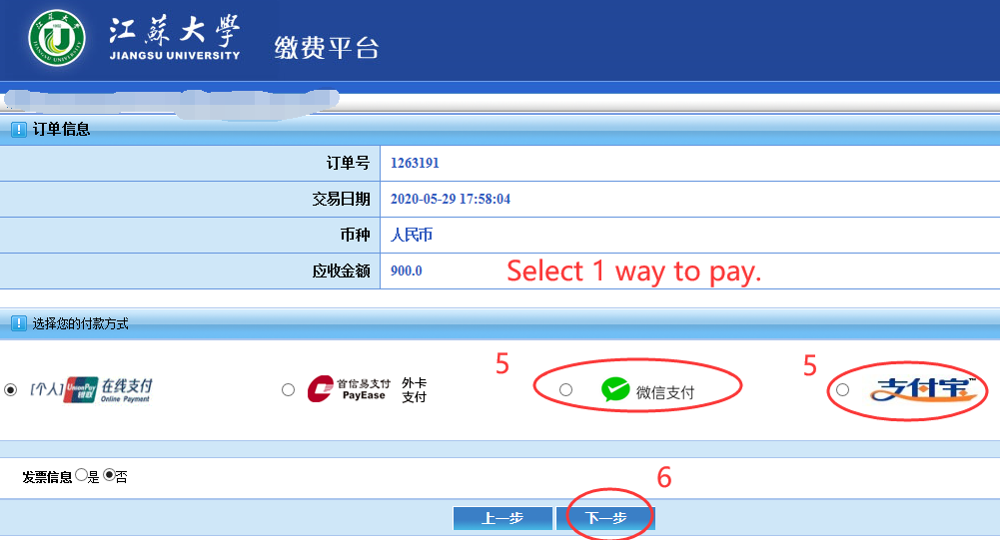 江苏大学
JIANGSU UNIVERSITY
缴费平台
订单信息
订单号 1263191
交易日期 2020-05-29 17:58:04
币种 人民币
应收金额 900.0
Select 1 way to pay.
选择您的付款方式
5
5
[个人] UnionPay 银联 在线支付 Online Payment
首信易支付 PayEase 外卡支付
微信支付
支付宝™
发票信息 是 否
6
上一步
下一步